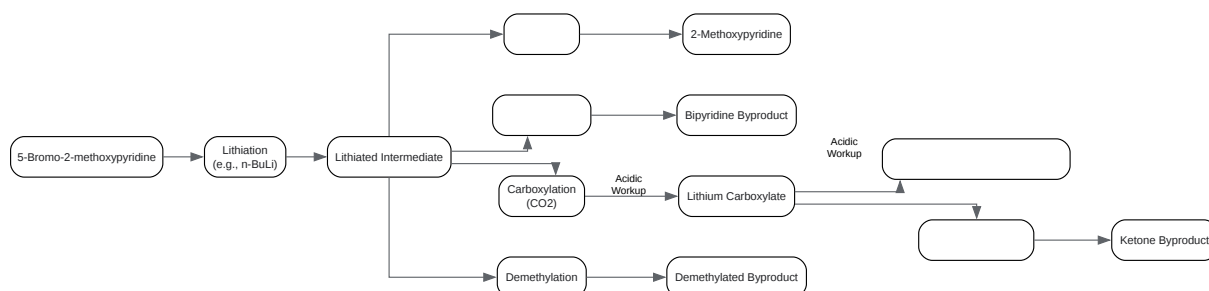 2-Methoxypyridine
Bipyridine Byproduct
5-Bromo-2-methoxypyridine
Lithiation
(e.g., n-BuLi)
Lithiated Intermediate
Acidic
Workup
Carboxylation
(CO2)
Acidic
Workup
Lithium Carboxylate
Ketone Byproduct
Demethylation
Demethylated Byproduct